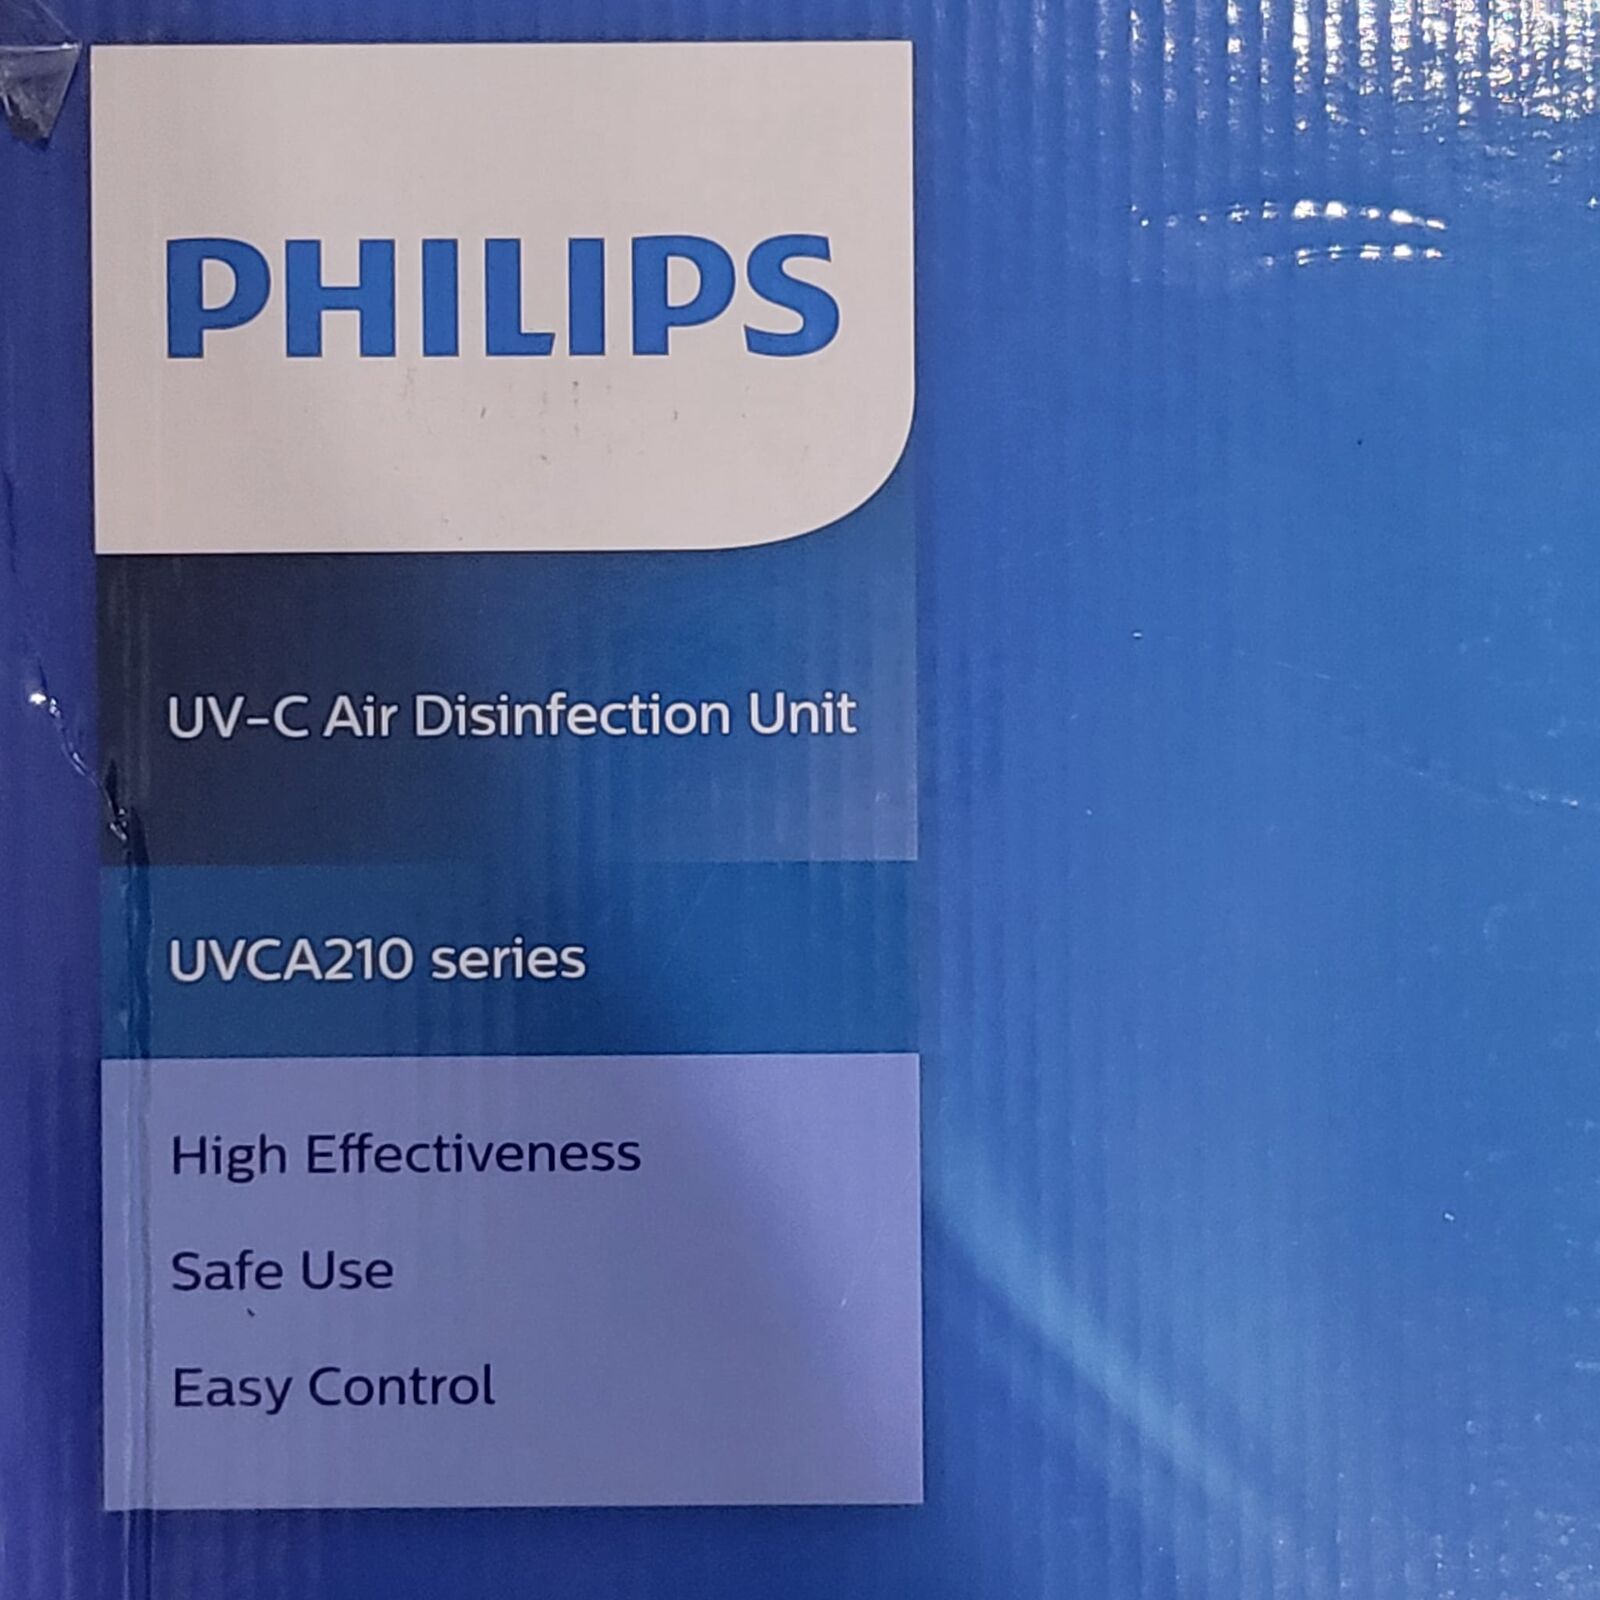 PHILIPS
UV-C Air Disinfection Unit
UVCA210 series
High Effectiveness
Safe Use
Easy Control